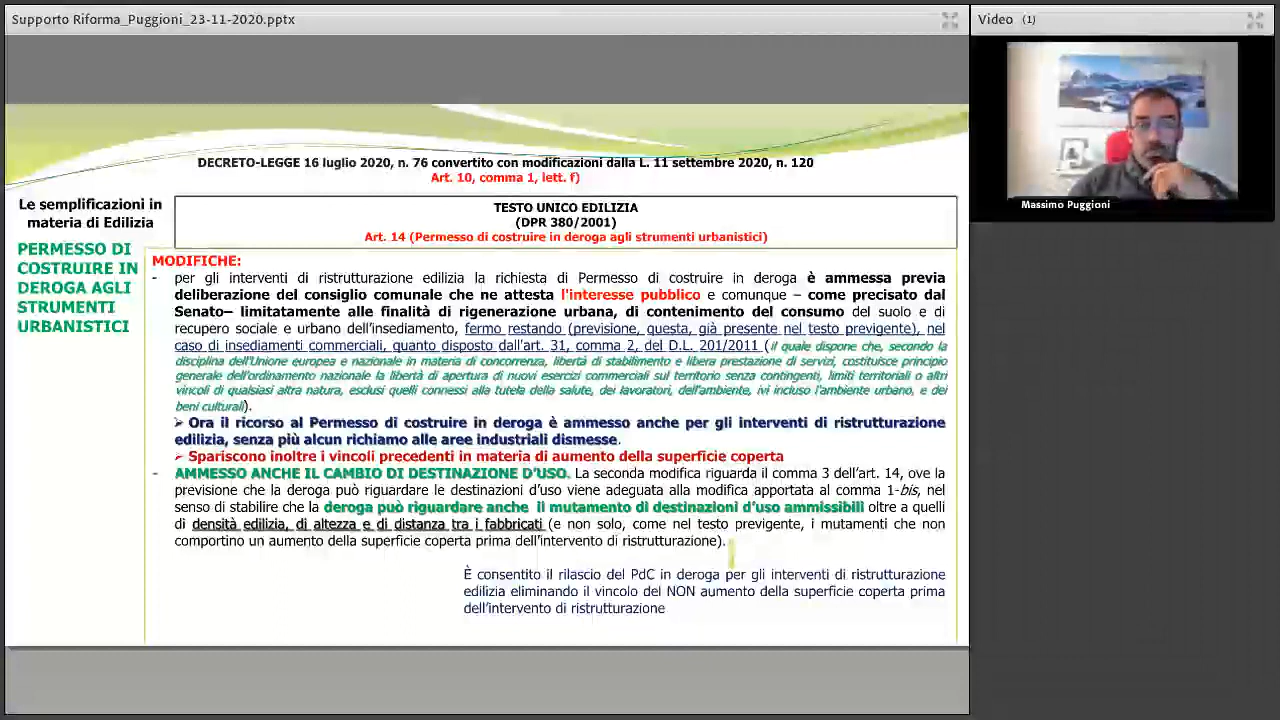 Supporto Riforma_Puggioni_23-11-2020.pptx
Video (1)
Massimo Puggioni
DECRETO-LEGGE 16 luglio 2020, n. 76 convertito con modificazioni dalla L. 11 settembre 2020, n. 120
Art. 10, comma 1, lett. f)
Le semplificazioni in
materia di Edilizia
PERMESSO DI
COSTRUIRE IN
DEROGA AGLI
STRUMENTI
URBANISTICI
TESTO UNICO EDILIZIA
(DPR 380/2001)
Art. 14 (Permesso di costruire in deroga agli strumenti urbanistici)
MODIFICHE:
- per gli interventi di ristrutturazione edilizia la richiesta di Permesso di costruire in deroga è ammessa previa
deliberazione del consiglio comunale che ne attesta l'interesse pubblico e comunque – come precisato dal
Senato– limitatamente alle finalità di rigenerazione urbana, di contenimento del consumo del suolo e di
recupero sociale e urbano dell'insediamento, fermo restando (previsione, questa, già presente nel testo previgente), nel
caso di insediamenti commerciali, quanto disposto dall'art. 31, comma 2, del D.L. 201/2011 (il quale dispone che, secondo la
disciplina dell'Unione europea e nazionale in materia di concorrenza, libertà di stabilimento e libera prestazione di servizi, costituisce principio
generale dell'ordinamento nazionale la libertà di apertura di nuovi esercizi commerciali sul territorio senza contingenti, limiti territoriali o altri
vincoli di qualsiasi altra natura, esclusi quelli connessi alla tutela della salute, dei lavoratori, dell'ambiente, ivi incluso l'ambiente urbano, e dei
beni culturali).
➢ Ora il ricorso al Permesso di costruire in deroga è ammesso anche per gli interventi di ristrutturazione
edilizia, senza più alcun richiamo alle aree industriali dismesse.
➢ Spariscono inoltre i vincoli precedenti in materia di aumento della superficie coperta
- AMMESSO ANCHE IL CAMBIO DI DESTINAZIONE D'USO. La seconda modifica riguarda il comma 3 dell'art. 14, ove la
previsione che la deroga può riguardare le destinazioni d'uso viene adeguata alla modifica apportata al comma 1-bis, nel
senso di stabilire che la deroga può riguardare anche il mutamento di destinazioni d'uso ammissibili oltre a quelli
di densità edilizia, di altezza e di distanza tra i fabbricati (e non solo, come nel testo previgente, i mutamenti che non
comportino un aumento della superficie coperta prima dell'intervento di ristrutturazione).
È consentito il rilascio del PdC in deroga per gli interventi di ristrutturazione
edilizia eliminando il vincolo del NON aumento della superficie coperta prima
dell'intervento di ristrutturazione